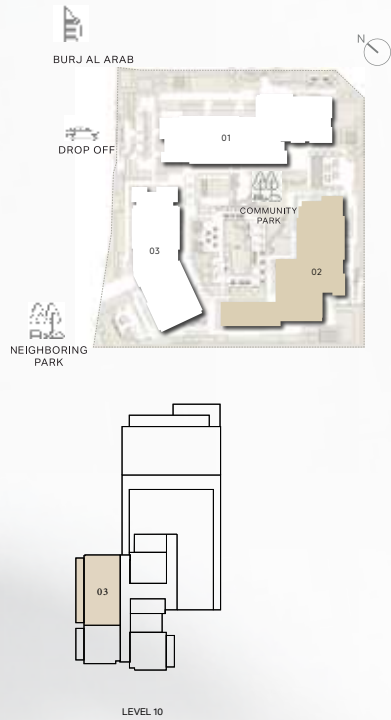 N
BURJ AL ARAB
DROP OFF
01
COMMUNITY
PARK
03
02
NEIGHBORING
PARK
03
LEVEL 10